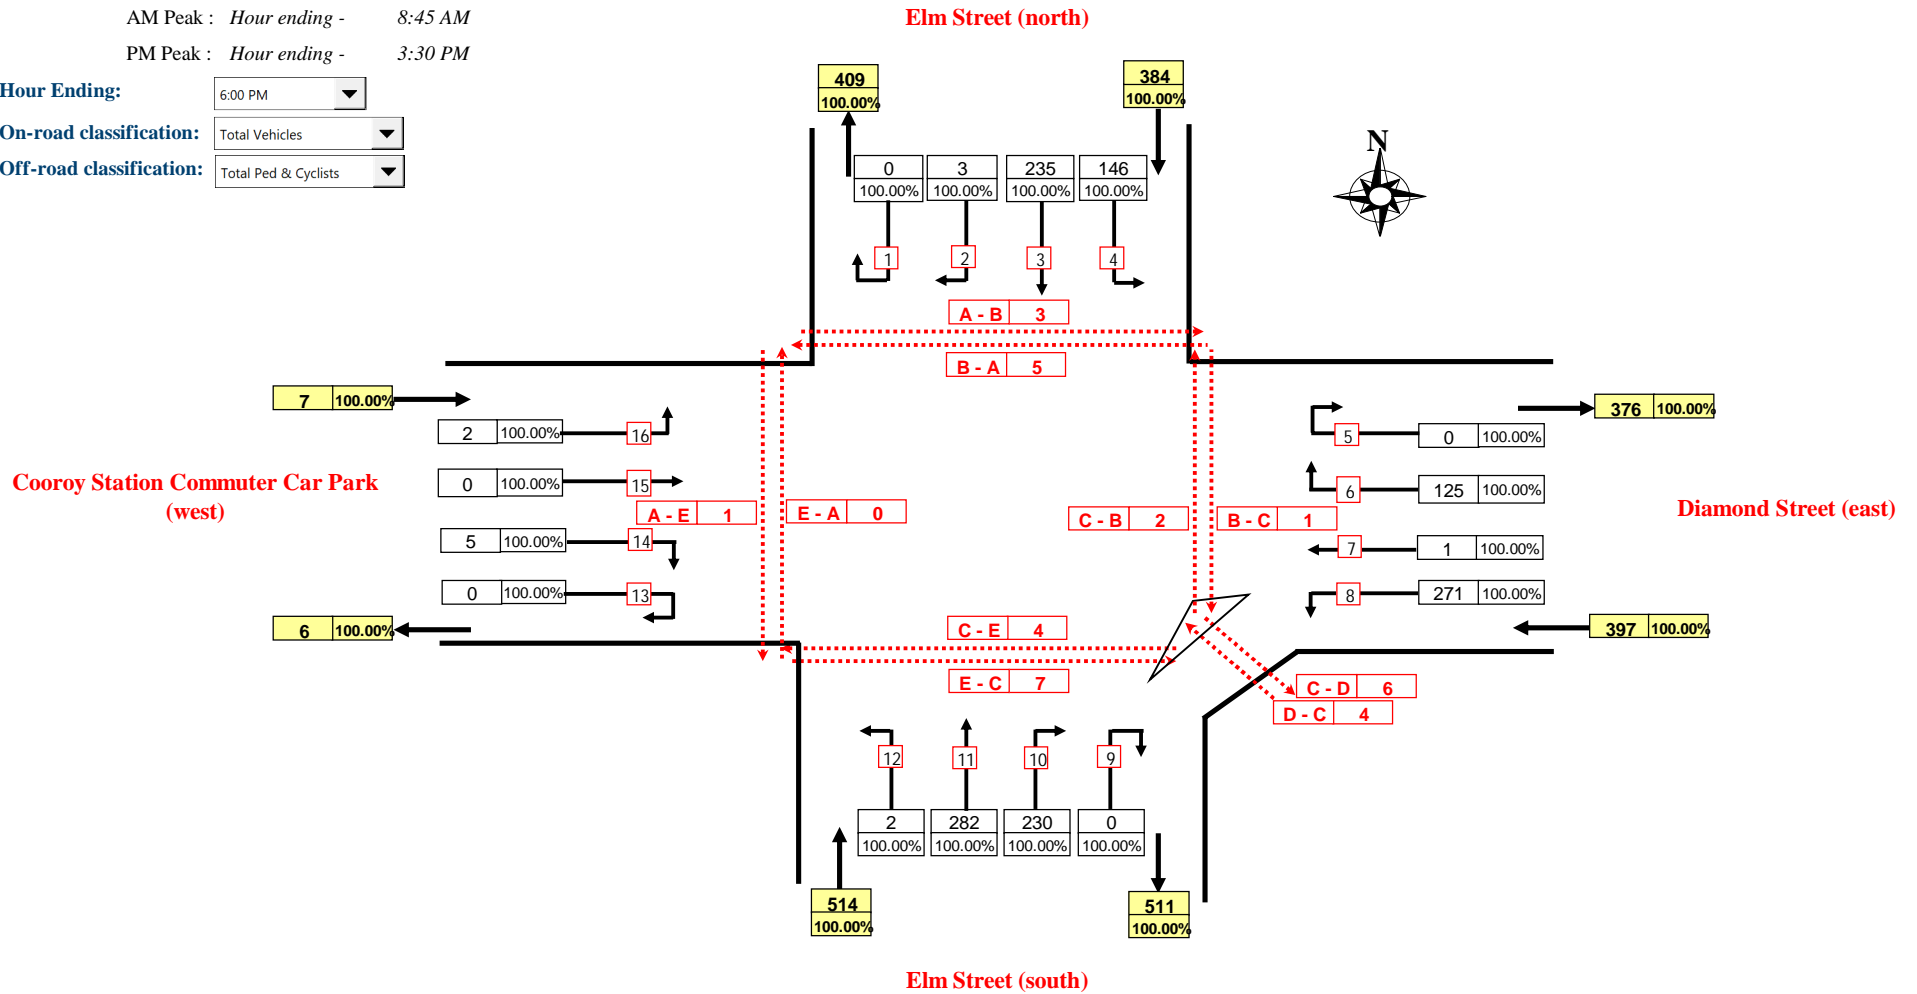 AM Peak : Hour ending - 8:45 AM
PM Peak : Hour ending - 3:30 PM
Hour Ending: 6:00 PM
On-road classification: Total Vehicles
Off-road classification: Total Ped & Cyclists
Elm Street (north)
409
100.00%
384
100.00%
N
0 3 235 146
100.00% 100.00% 100.00% 100.00%
1 2 3 4
A - B 3
B - A 5
7 100.00%
2 100.00% 16
0 100.00% 15
5 100.00% 14
0 100.00% 13
6 100.00%
Cooroy Station Commuter Car Park
(west)
A - E 1
E - A 0
C - B 2
B - C 1
376 100.00%
5 0 100.00%
6 125 100.00%
7 1 100.00%
8 271 100.00%
397 100.00%
Diamond Street (east)
C - E 4
E - C 7
C - D 6
D - C 4
12 11 10 9
2 282 230 0
100.00% 100.00% 100.00% 100.00%
514
100.00%
511
100.00%
Elm Street (south)